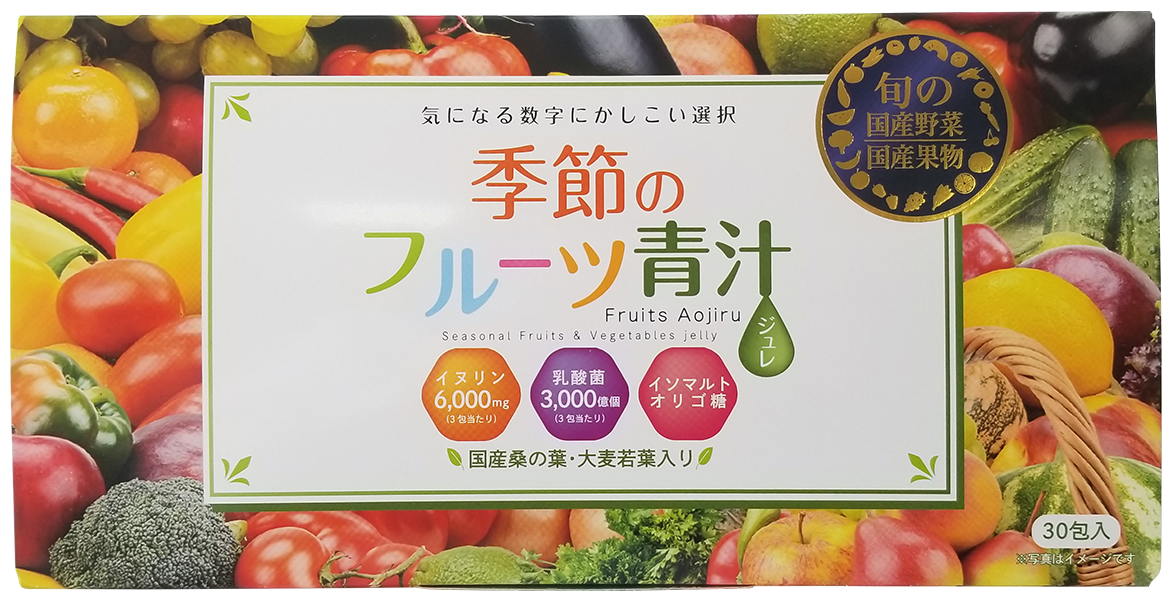 気になる数字にかしこい選択
旬の
国産野菜
国産果物
季節の
フルーツ青汁
Fruits Aojiru
ジュレ
Seasonal Fruits & Vegetables jelly
イヌリン
6,000mg
(3包当たり)
乳酸菌
3,000億個
(3包当たり)
イソマルト
オリゴ糖
国産桑の葉・大麦若葉入り
30包入
※写真はイメージです